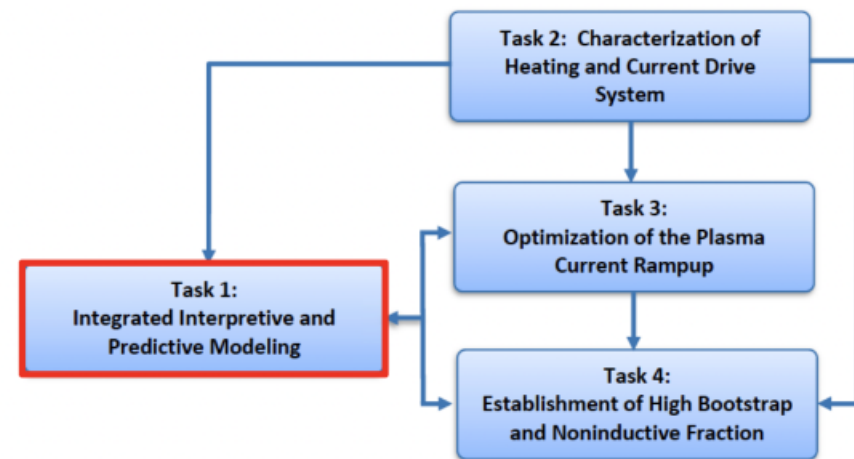 Task 2: Characterization of
Heating and Current Drive
System
Task 3:
Optimization of the Plasma
Current Rampup
Task 1:
Integrated Interpretive and
Predictive Modeling
Task 4:
Establishment of High Bootstrap
and Noninductive Fraction